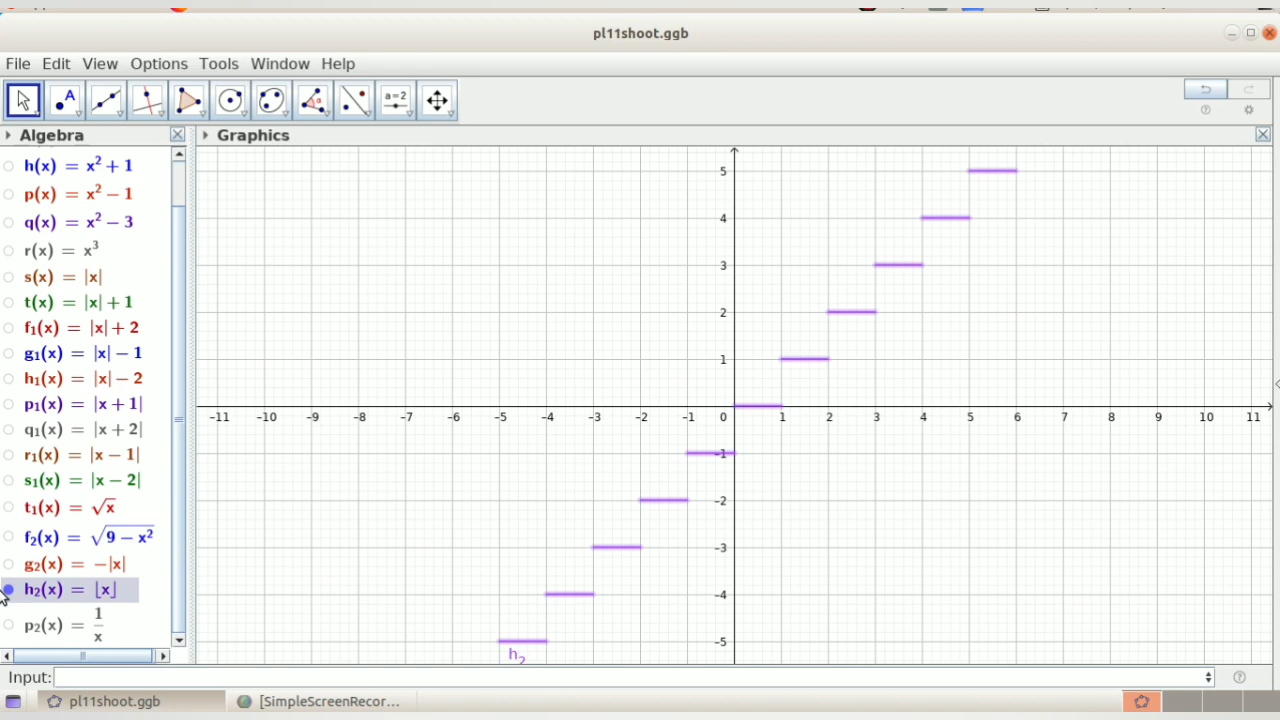 pl11shoot.ggb
File Edit View Options Tools Window Help
A
α
a=2
Algebra
Graphics
h(x) = x² + 1
p(x) = x² − 1
q(x) = x² − 3
r(x) = x³
s(x) = |x|
t(x) = |x| + 1
f₁(x) = |x| + 2
g₁(x) = |x| − 1
h₁(x) = |x| − 2
p₁(x) = |x + 1|
q₁(x) = |x + 2|
r₁(x) = |x − 1|
s₁(x) = |x − 2|
t₁(x) = √x
f₂(x) = √9 − x²
g₂(x) = −|x|
h₂(x) = ⌊x⌋
p₂(x) = 1/x
5
4
3
2
1
-11 -10 -9 -8 -7 -6 -5 -4 -3 -2 -1 0 1 2 3 4 5 6 7 8 9 10 11
-1
-2
-3
-4
-5
h₂
Input:
pl11shoot.ggb
[SimpleScreenRecor...